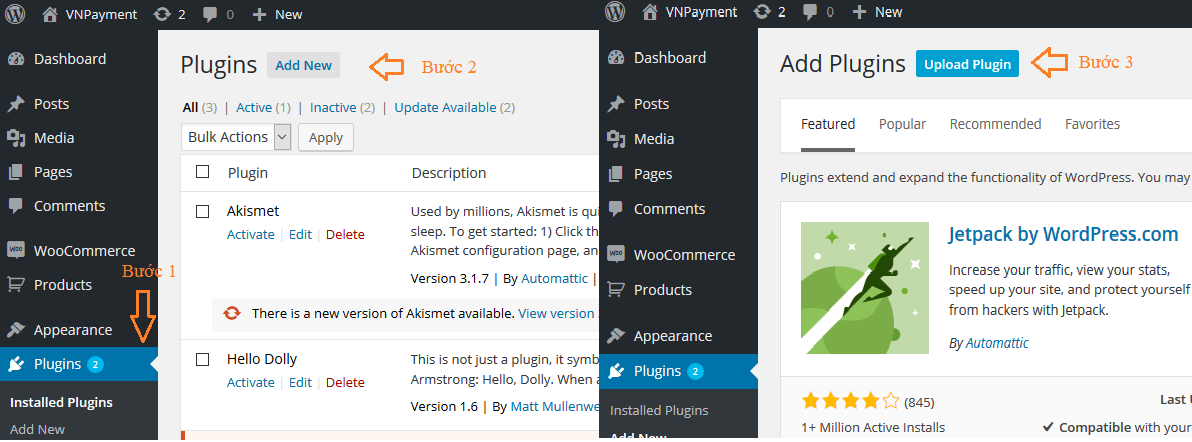 VNPayment 2 0 New
Dashboard
Posts
Media
Pages
Comments
WooCommerce
Bước 1
Products
Appearance
Plugins 2
Installed Plugins
Add New
Plugins Add New Bước 2
All (3) | Active (1) | Inactive (2) | Update Available (2)
Bulk Actions Apply
Plugin Description
Akismet Used by millions, Akismet is qui
Activate | Edit | Delete sleep. To get started: 1) Click th
Akismet configuration page, an
Version 3.1.7 | By Automattic |
There is a new version of Akismet available. View version
Hello Dolly This is not just a plugin, it symb
Activate | Edit | Delete Armstrong: Hello, Dolly. When a
Version 1.6 | By Matt Mullenwe
VNPayment 2 0 New
Dashboard
Posts
Media
Pages
Comments
WooCommerce
Products
Appearance
Plugins 2
Installed Plugins
Add New
Add Plugins Upload Plugin Bước 3
Featured Popular Recommended Favorites
Plugins extend and expand the functionality of WordPress. You may
Jetpack by WordPress.com
Increase your traffic, view your stats,
speed up your site, and protect yourself
from hackers with Jetpack.
By Automattic
(845) Last U
1+ Million Active Installs Compatible with your